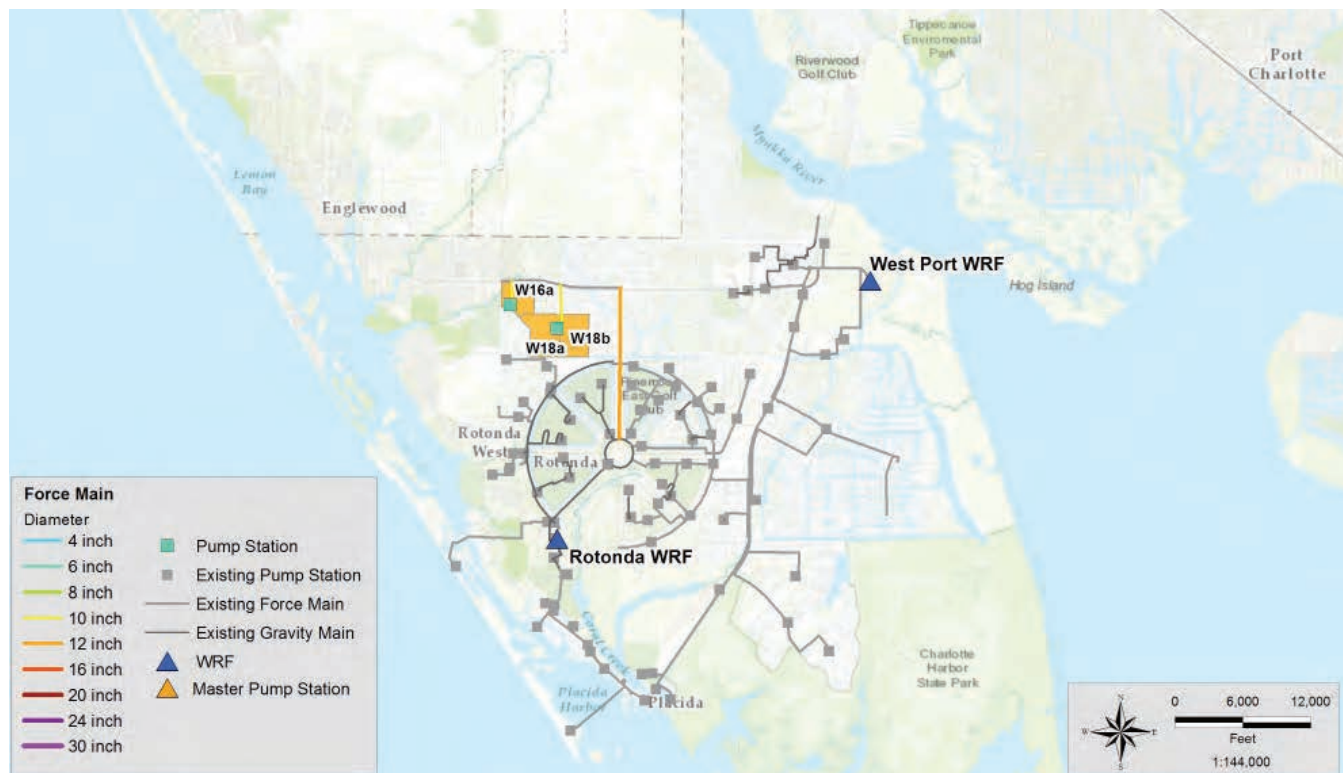 Tippecanoe
Enviromental
Park
Riverwood
Golf Club
Port
Charlotte
Myakka River
Lemon
Bay
Englewood
West Port WRF
Hog Island
W16a
W18b
W18a
East Golf
Club
Rotonda
West
Rotonda
Rotonda WRF
Coral Creek
Placida
Harbor
Placida
Charlotte
Harbor
State Park
Force Main
Diameter
4 inch
6 inch
8 inch
10 inch
12 inch
16 inch
20 inch
24 inch
30 inch
Pump Station
Existing Pump Station
Existing Force Main
Existing Gravity Main
WRF
Master Pump Station
N
W E
S
0 6,000 12,000
Feet
1:144,000